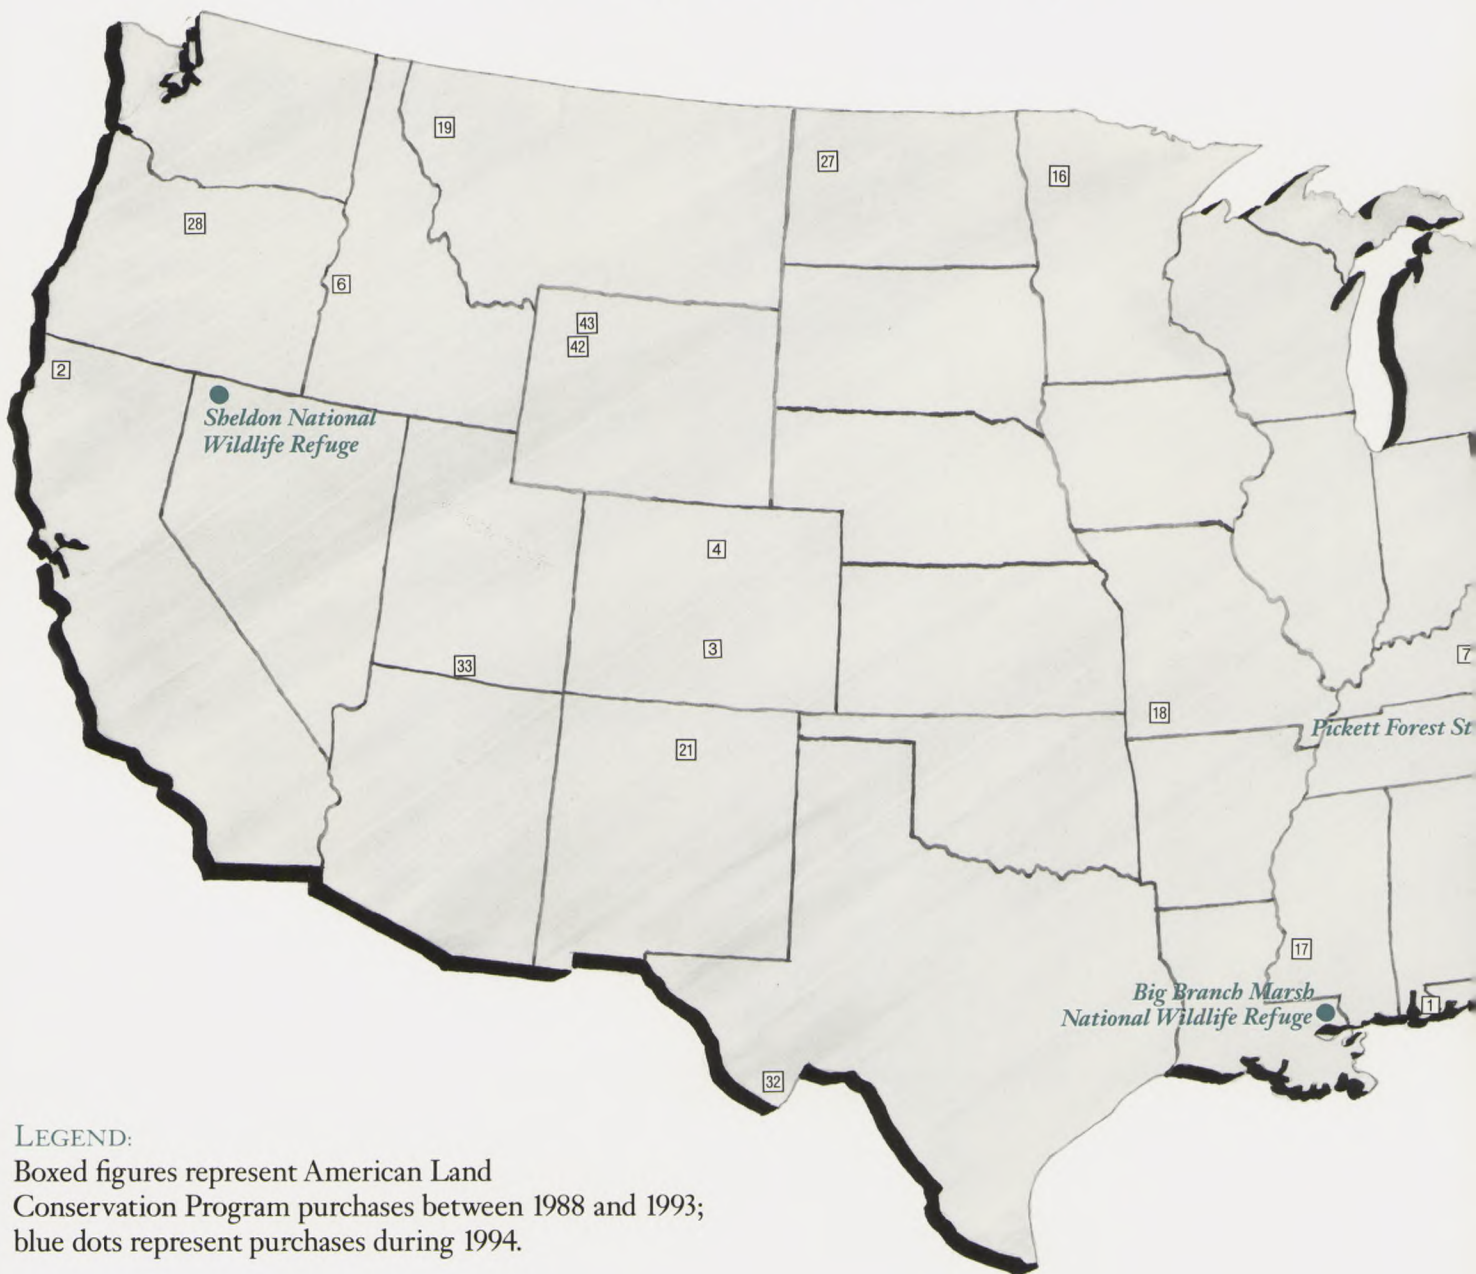 19
27
16
28
6
43
42
2
Sheldon National
Wildlife Refuge
4
3
33
7
18
Pickett Forest St
21
17
Big Branch Marsh
National Wildlife Refuge
1
32
LEGEND:
Boxed figures represent American Land
Conservation Program purchases between 1988 and 1993;
blue dots represent purchases during 1994.